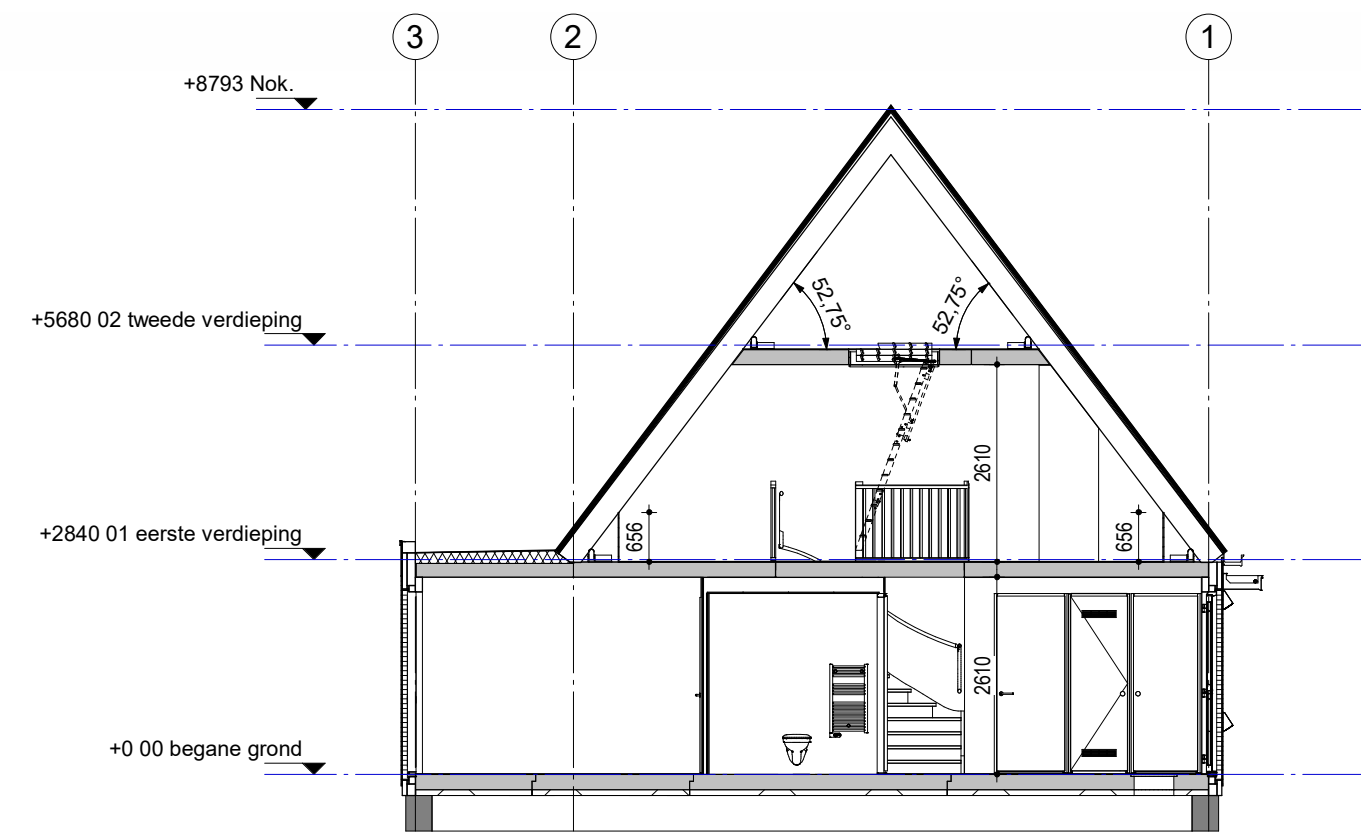 3
2
1
+8793 Nok.
52,75°
52,75°
+5680 02 tweede verdieping
2610
656
656
+2840 01 eerste verdieping
2610
+0 00 begane grond